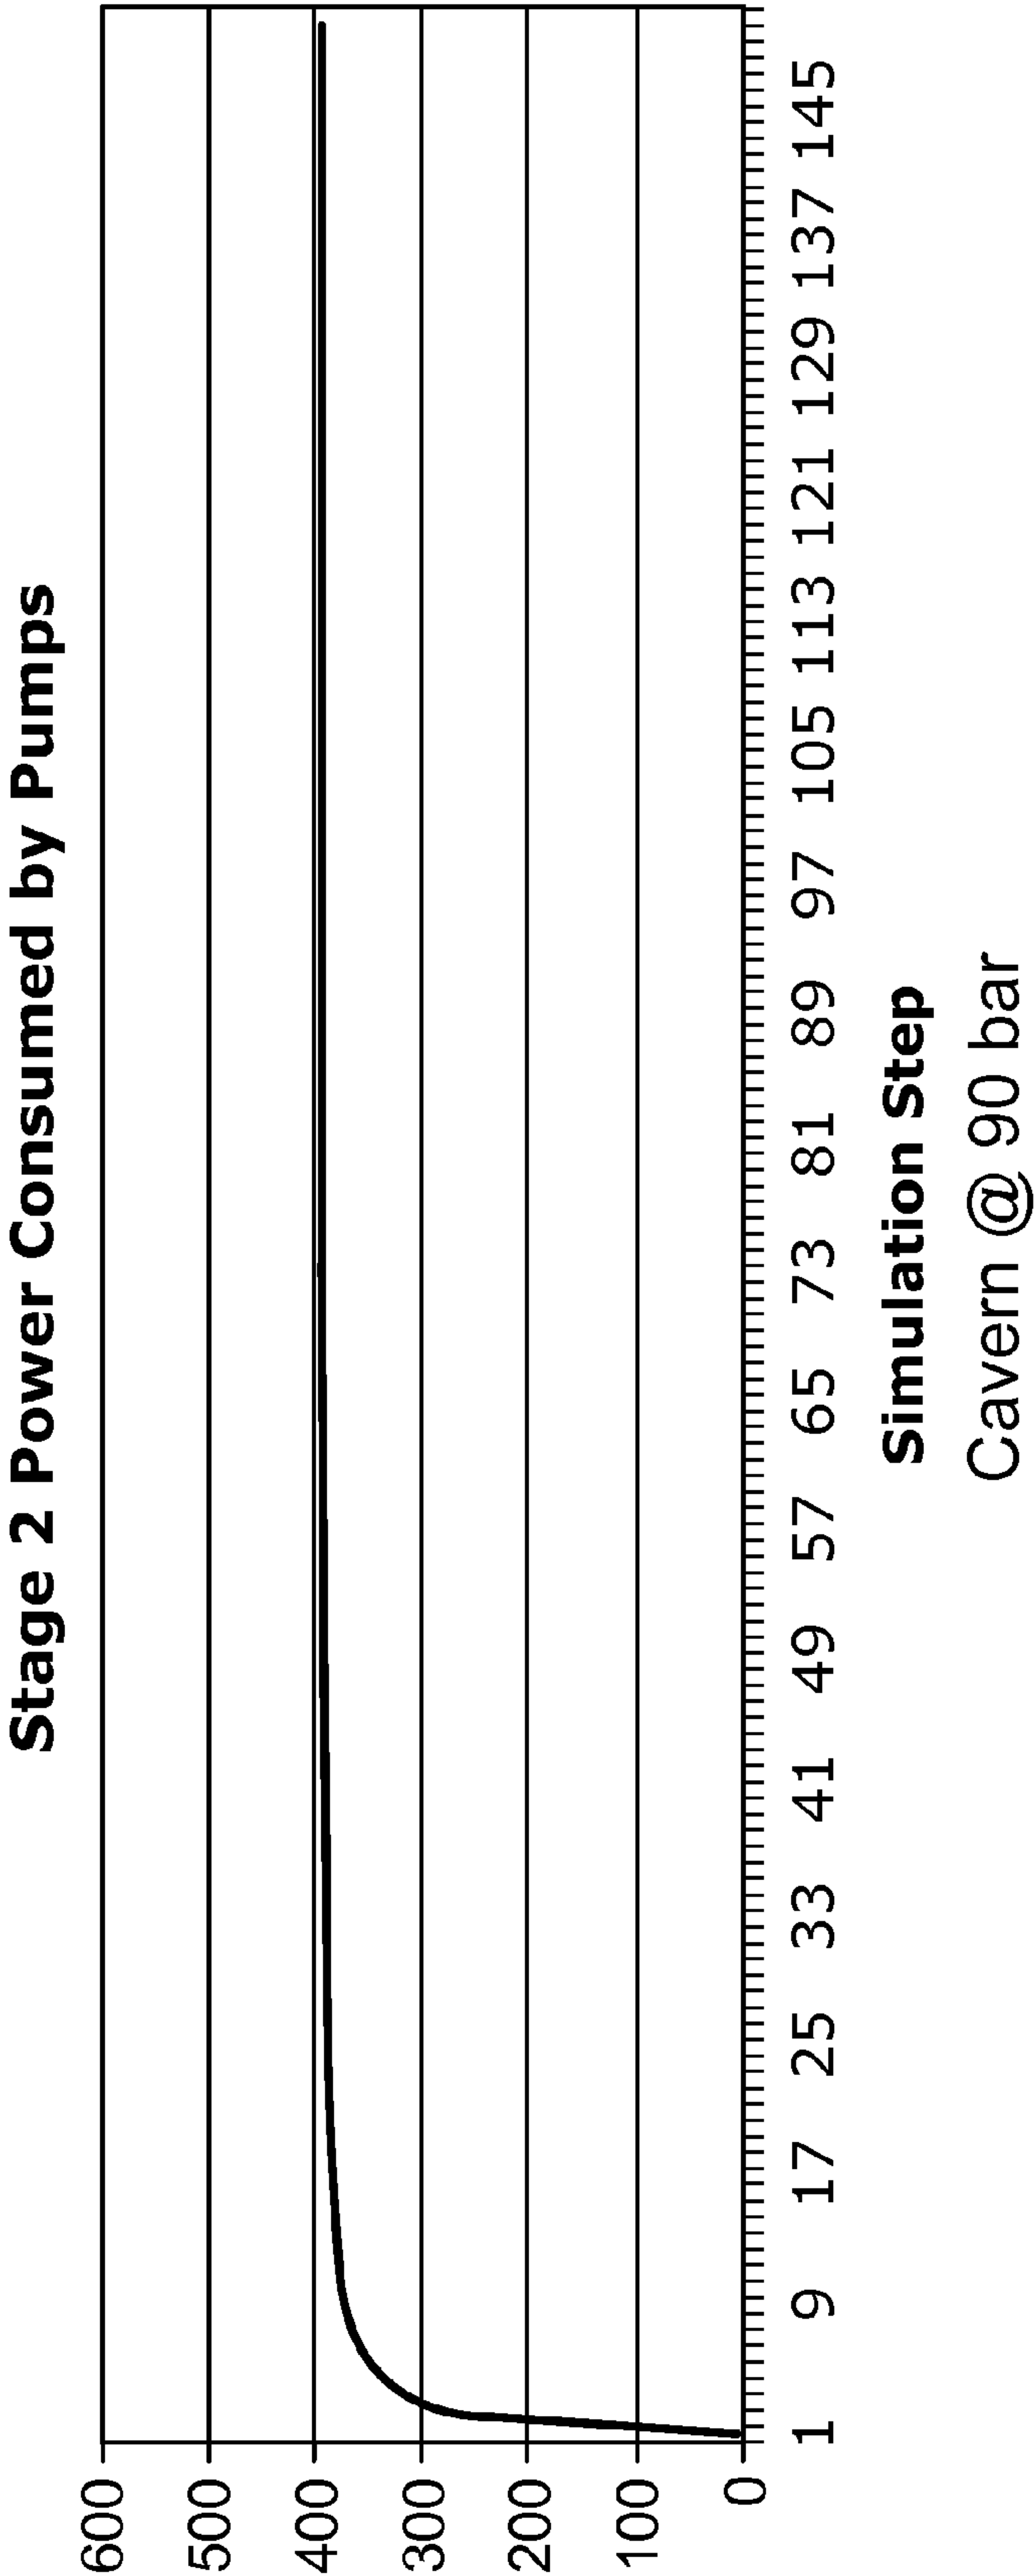 Stage 2 Power Consumed by Pumps
600
500
400
300
200
100
0
1 9 17 25 33 41 49 57 65 73 81 89 97 105 113 121 129 137 145
Simulation Step
Cavern @ 90 bar